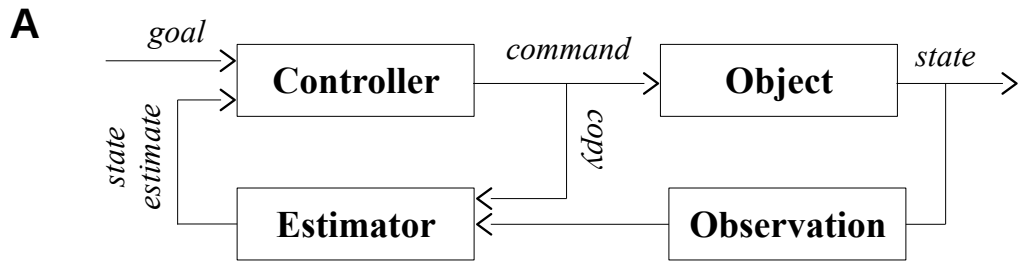 A
goal
Controller
command
Object
state
state
estimate
copy
Estimator
Observation